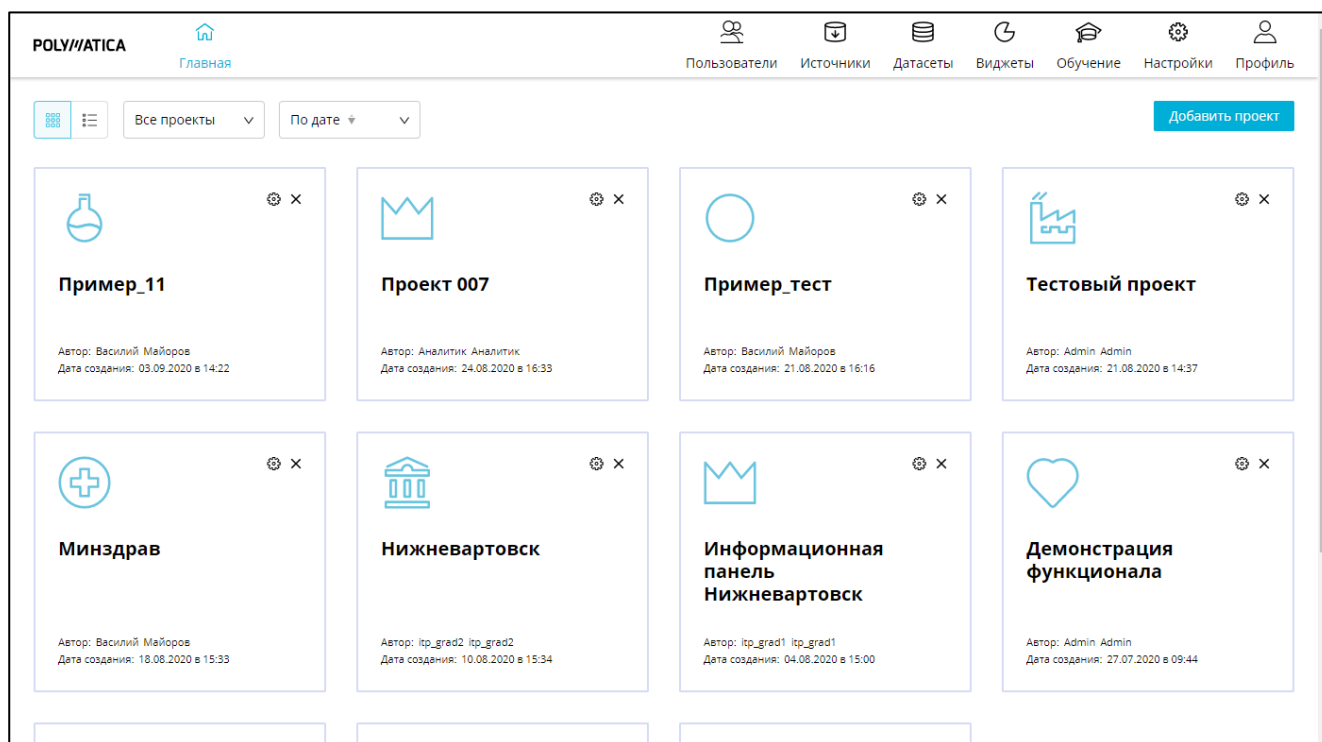 POLYMATICA
Главная
Пользователи
Источники
Датасеты
Виджеты
Обучение
Настройки
Профиль
Все проекты
По дате
Добавить проект
Пример_11
Автор: Василий Майоров
Дата создания: 03.09.2020 в 14:22
Проект 007
Автор: Аналитик Аналитик
Дата создания: 24.08.2020 в 16:33
Пример_тест
Автор: Василий Майоров
Дата создания: 21.08.2020 в 16:16
Тестовый проект
Автор: Admin Admin
Дата создания: 21.08.2020 в 14:37
Минздрав
Автор: Василий Майоров
Дата создания: 18.08.2020 в 15:33
Нижневартовск
Автор: itp_grad2 itp_grad2
Дата создания: 10.08.2020 в 15:34
Информационная
панель
Нижневартовск
Автор: itp_grad1 itp_grad1
Дата создания: 04.08.2020 в 15:00
Демонстрация
функционала
Автор: Admin Admin
Дата создания: 27.07.2020 в 09:44